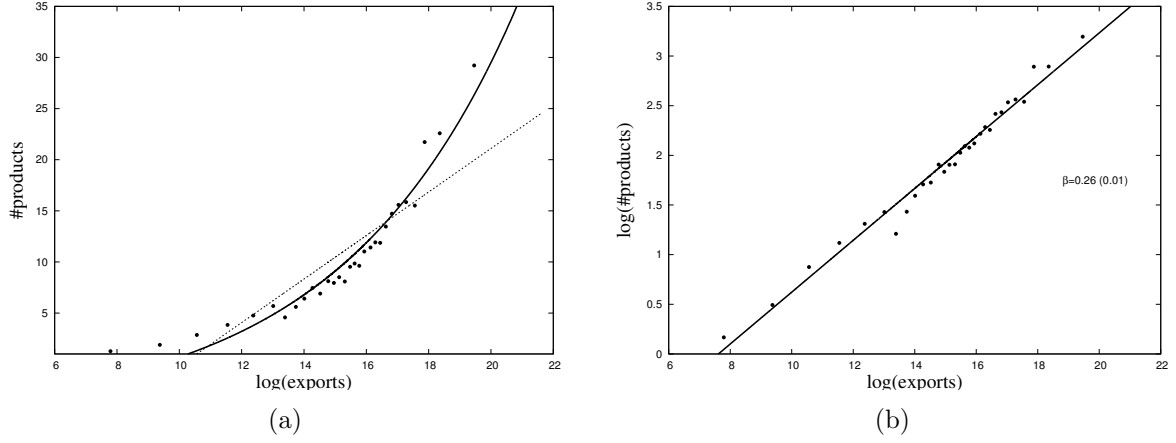 35
30
25
20
15
10
5
6 8 10 12 14 16 18 20 22
#products
log(exports)
(a)
3.5
3
2.5
2
1.5
1
0.5
0
8 10 12 14 16 18 20 22
6
log(#products)
β=0.26 (0.01)
log(exports)
(b)